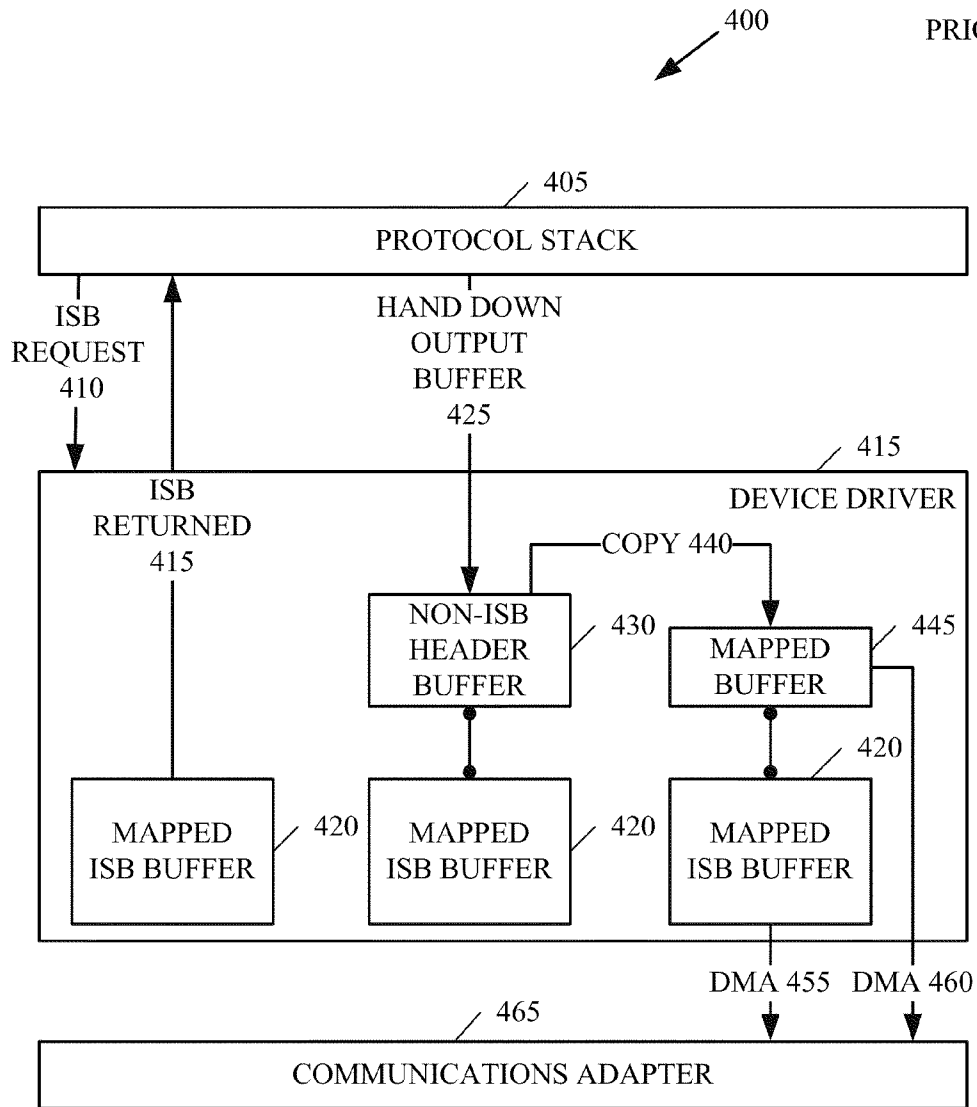 400
PRIO
405
PROTOCOL STACK
ISB
REQUEST
410
HAND DOWN
OUTPUT
BUFFER
425
415
DEVICE DRIVER
ISB
RETURNED
415
COPY 440
NON-ISB
HEADER
BUFFER
430
MAPPED
BUFFER
445
MAPPED
ISB BUFFER
420
MAPPED
ISB BUFFER
420
MAPPED
ISB BUFFER
420
DMA 455
DMA 460
465
COMMUNICATIONS ADAPTER